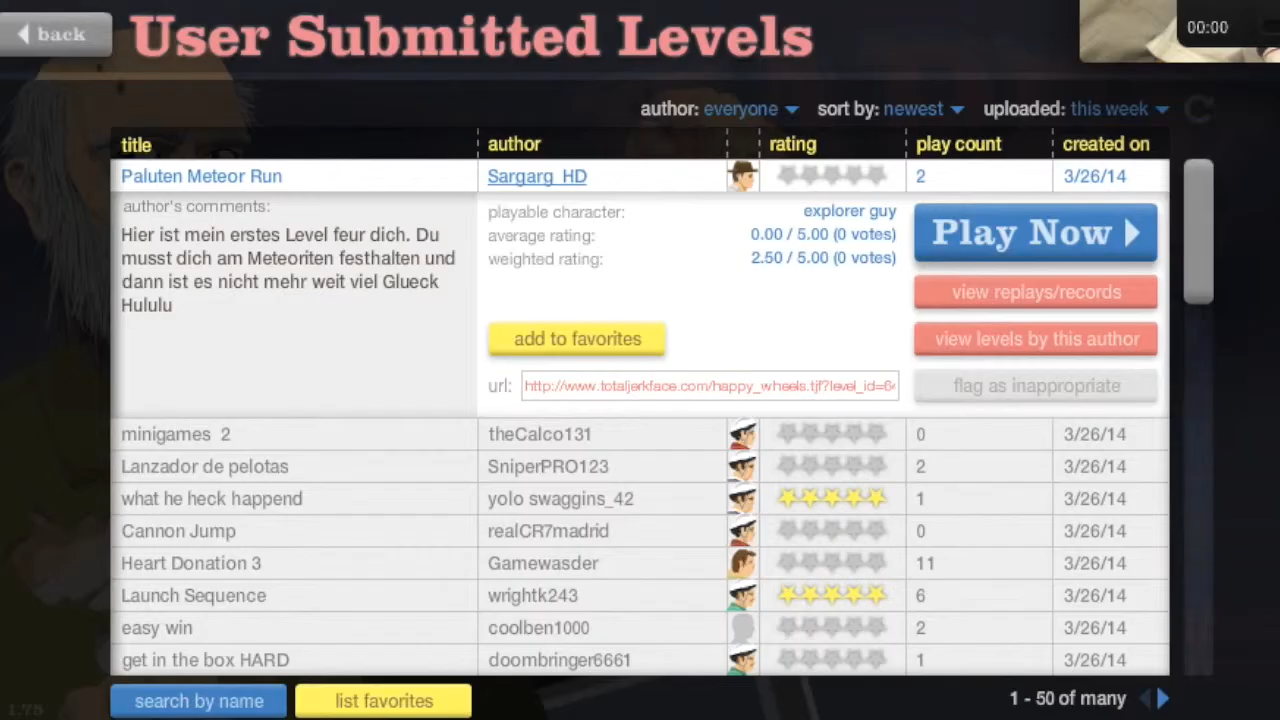 back
User Submitted Levels
00:00
author: everyone sort by: newest uploaded: this week
title author rating play count created on
Paluten Meteor Run Sargarg_HD 2 3/26/14
author's comments:
Hier ist mein erstes Level feur dich. Du
musst dich am Meteoriten festhalten und
dann ist es nicht mehr weit viel Glueck
Hululu
playable character: explorer guy
average rating: 0.00 / 5.00 (0 votes)
weighted rating: 2.50 / 5.00 (0 votes)
add to favorites
url: http://www.totaljerkface.com/happy_wheels.tjf?level_id=6
Play Now
view replays/records
view levels by this author
flag as inappropriate
minigames 2 theCalco131 0 3/26/14
Lanzador de pelotas SniperPRO123 2 3/26/14
what he heck happend yolo swaggins_42 1 3/26/14
Cannon Jump realCR7madrid 0 3/26/14
Heart Donation 3 Gamewasder 11 3/26/14
Launch Sequence wrightk243 6 3/26/14
easy win coolben1000 2 3/26/14
get in the box HARD doombringer6661 1 3/26/14
search by name list favorites 1 - 50 of many
1.75